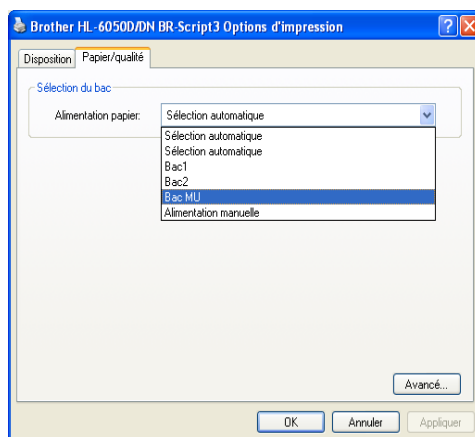 Brother HL-6050D/DN BR-Script3 Options d'impression
Disposition Papier/qualité
Sélection du bac
Alimentation papier: Sélection automatique
Sélection automatique
Sélection automatique
Bac1
Bac2
Bac MU
Alimentation manuelle
Avancé...
OK Annuler Appliquer